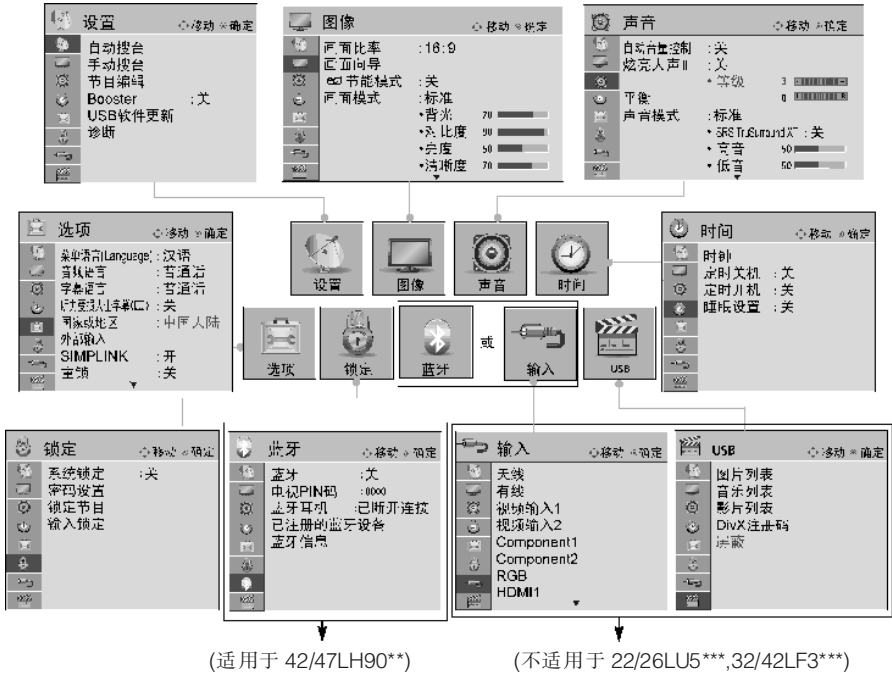 设置 移动 确定
自动搜台
手动搜台
节目编辑
Booster : 关
USB软件更新
诊断
图像 移动 确定
画面比率 : 16:9
画面向导
节能模式 : 关
画面模式 : 标准
•背光 70
•对比度 90
•亮度 50
•清晰度 70
声音 移动 确定
自动音量控制 : 关
炫亮人声II : 关
•等级 3
平衡 0
声音模式 : 标准
•SRS TruSurround XT : 关
•高音 50
•低音 50
选项 移动 确定
菜单语言(Language) : 汉语
音频语言 : 普通话
字幕语言 : 普通话
国家或地区 : 中国大陆
外部输入
SIMPLINK : 开
童锁 : 关
设置
图像
声音
时间
选项
锁定
蓝牙
或
输入
USB
时间 移动 确定
时钟
定时关机 : 关
定时开机 : 关
睡眠设置 : 关
锁定 移动 确定
系统锁定 : 关
密码设置
锁定节目
输入锁定
蓝牙 移动 确定
蓝牙 : 关
电视PIN码 : 0000
蓝牙耳机 : 已断开连接
已注册的蓝牙设备
蓝牙信息
输入 移动 确定
天线
有线
视频输入1
视频输入2
Component1
Component2
RGB
HDMI1
USB 移动 确定
图片列表
音乐列表
影片列表
DivX注册码
屏蔽
(适用于 42/47LH90**)
(不适用于 22/26LU5***,32/42LF3***)